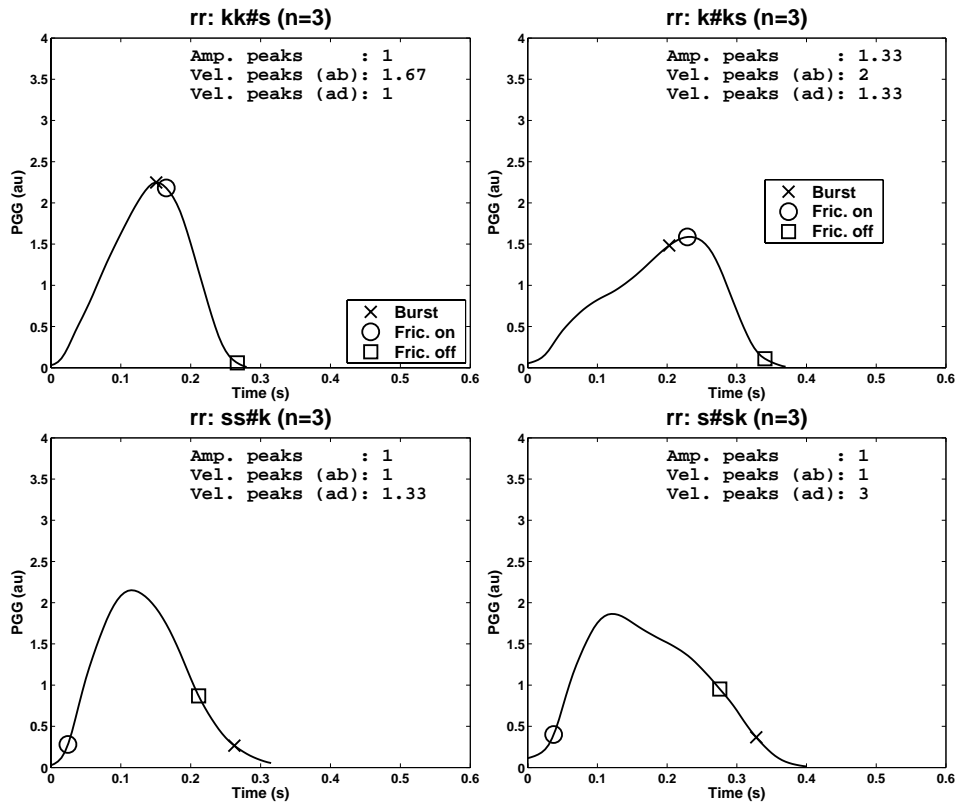 rr: kk#s (n=3)
Amp. peaks : 1
Vel. peaks (ab): 1.67
Vel. peaks (ad): 1
4
3.5
3
2.5
2
1.5
1
0.5
0
PGG (au)
Burst
Fric. on
Fric. off
0 0.1 0.2 0.3 0.4 0.5 0.6
Time (s)
rr: k#ks (n=3)
Amp. peaks : 1.33
Vel. peaks (ab): 2
Vel. peaks (ad): 1.33
4
3.5
3
2.5
2
1.5
1
0.5
0
PGG (au)
Burst
Fric. on
Fric. off
0 0.1 0.2 0.3 0.4 0.5 0.6
Time (s)
rr: ss#k (n=3)
Amp. peaks : 1
Vel. peaks (ab): 1
Vel. peaks (ad): 1.33
4
3.5
3
2.5
2
1.5
1
0.5
0
PGG (au)
0 0.1 0.2 0.3 0.4 0.5 0.6
Time (s)
rr: s#sk (n=3)
Amp. peaks : 1
Vel. peaks (ab): 1
Vel. peaks (ad): 3
4
3.5
3
2.5
2
1.5
1
0.5
0
PGG (au)
0 0.1 0.2 0.3 0.4 0.5 0.6
Time (s)